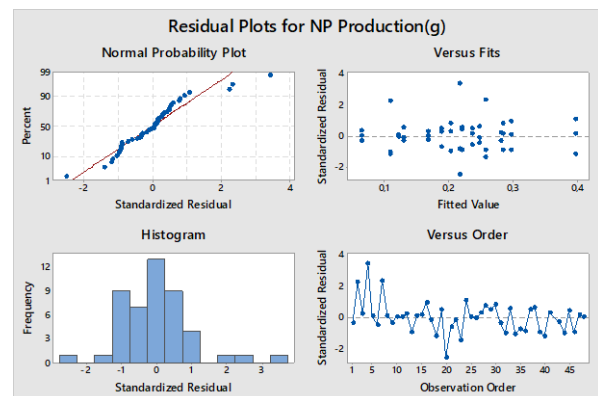 Residual Plots for NP Production(g)
Normal Probability Plot
Versus Fits
99
90
50
10
1
Percent
-2 0 2 4
Standardized Residual
4
2
0
-2
Standardized Residual
0,1 0,2 0,3 0,4
Fitted Value
Histogram
Versus Order
12
9
6
3
0
Frequency
-2 -1 0 1 2 3
Standardized Residual
4
2
0
-2
Standardized Residual
1 5 10 15 20 25 30 35 40 45
Observation Order